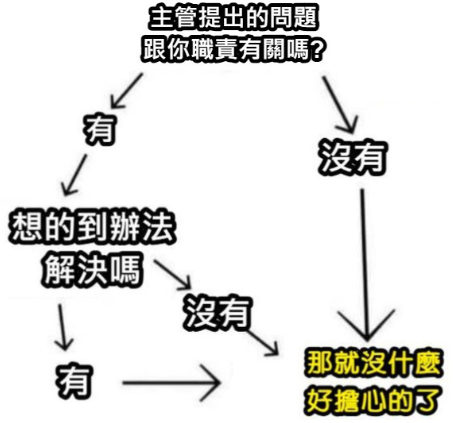 主管提出的問題
跟你職責有關嗎?
有
沒有
想的到辦法
解決嗎
沒有
有
那就沒什麼
好擔心的了